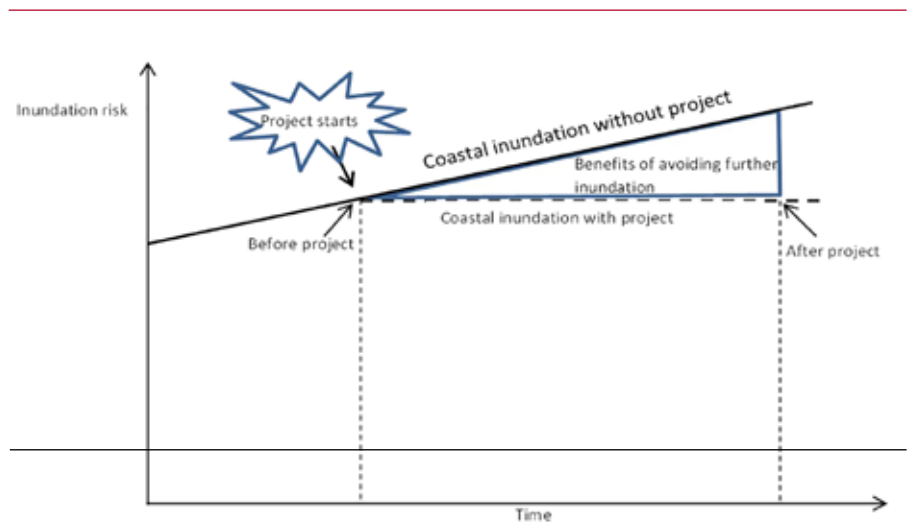 Inundation risk
Project starts
Coastal inundation without project
Benefits of avoiding further
inundation
Coastal inundation with project
Before project
After project
Time